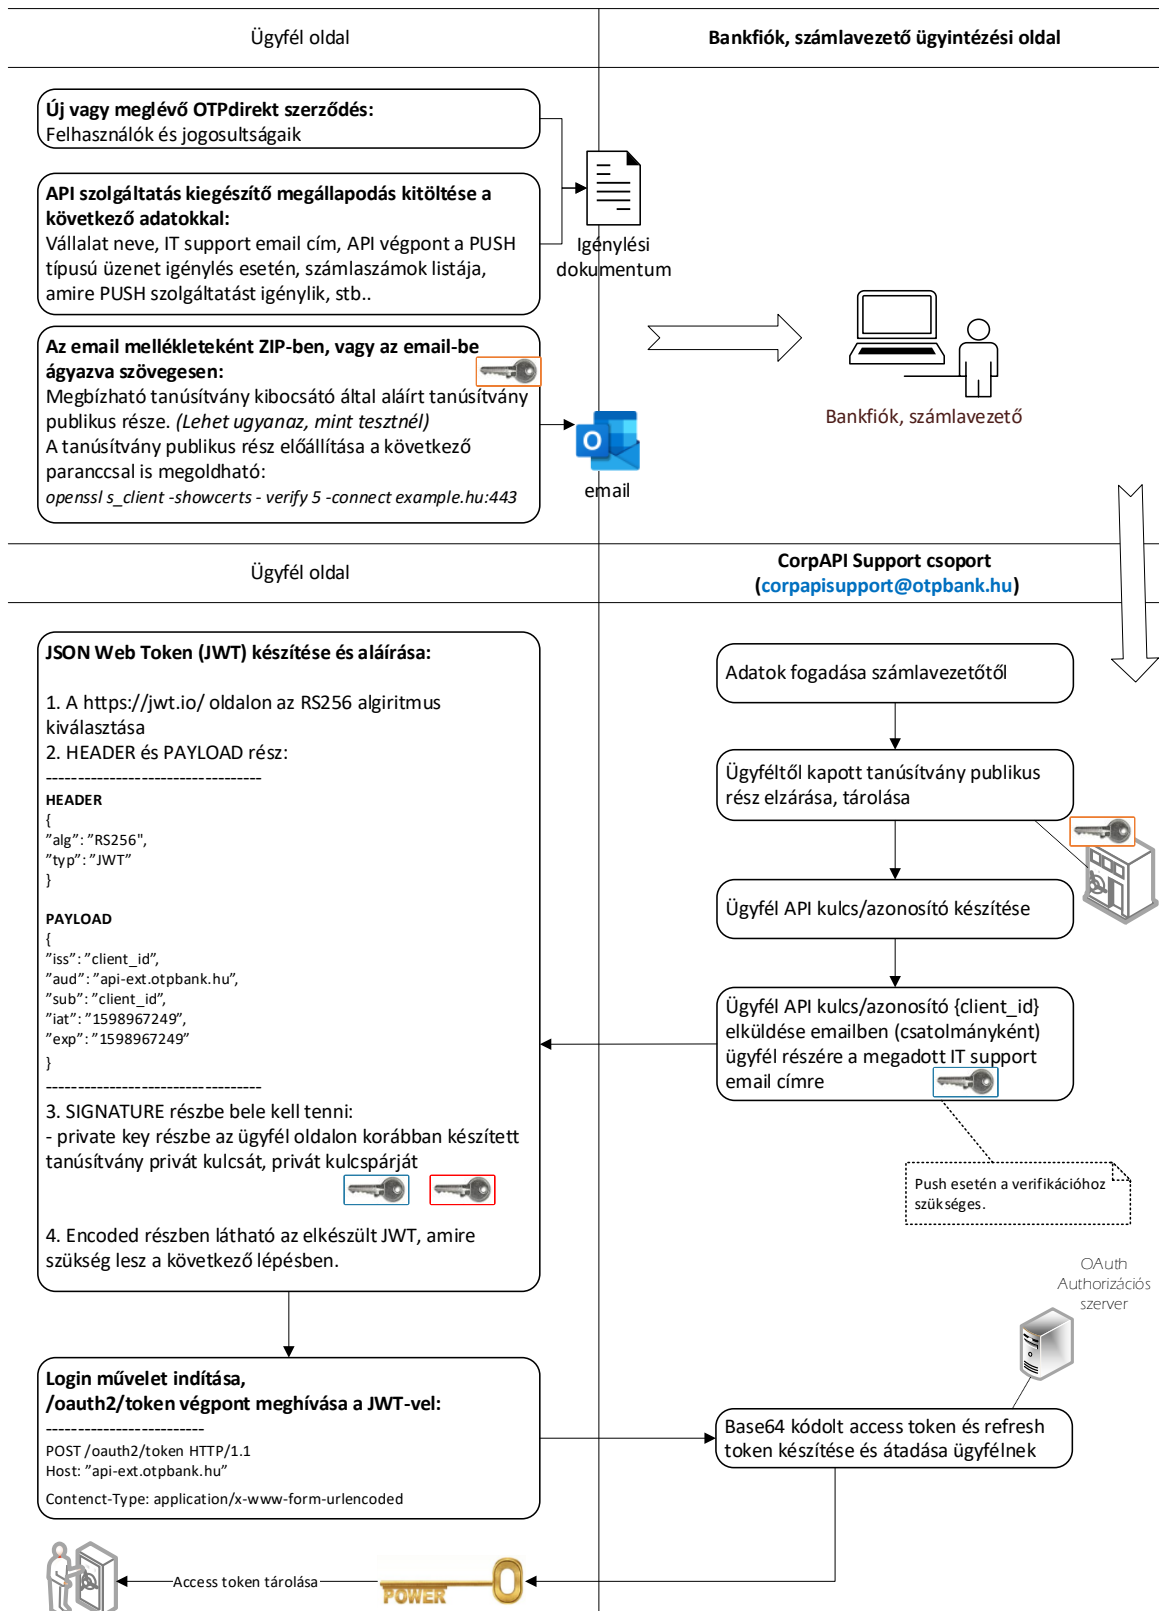 Ügyfél oldal
Bankfiók, számlavezető ügyintézési oldal
Új vagy meglévő OTPdirekt szerződés:
Felhasználók és jogosultságaik
API szolgáltatás kiegészítő megállapodás kitöltése a
következő adatokkal:
Vállalat neve, IT support email cím, API végpont a PUSH
típusú üzenet igénylés esetén, számlaszámok listája,
amire PUSH szolgáltatást igénylik, stb..
Igénylési
dokumentum
Az email mellékleteként ZIP-ben, vagy az email-be
ágyazva szövegesen:
Megbízható tanúsítvány kibocsátó által aláírt tanúsítvány
publikus része. (Lehet ugyanaz, mint tesztnél)
A tanúsítvány publikus rész előállítása a következő
paranccsal is megoldható:
openssl s_client -showcerts - verify 5 -connect example.hu:443
O
email
Bankfiók, számlavezető
Ügyfél oldal
CorpAPI Support csoport
(corpapisupport@otpbank.hu)
JSON Web Token (JWT) készítése és aláírása:
1. A https://jwt.io/ oldalon az RS256 algiritmus
kiválasztása
2. HEADER és PAYLOAD rész:
----------------------------------
HEADER
{
”alg”: ”RS256",
”typ”: ”JWT”
}
PAYLOAD
{
"iss": ”client_id”,
”aud”: ”api-ext.otpbank.hu”,
"sub": ”client_id”,
"iat": ”1598967249”,
"exp": ”1598967249"
}
----------------------------------
3. SIGNATURE részbe bele kell tenni:
- private key részbe az ügyfél oldalon korábban készített
tanúsítvány privát kulcsát, privát kulcspárját
4. Encoded részben látható az elkészült JWT, amire
szükség lesz a következő lépésben.
Adatok fogadása számlavezetőtől
Ügyféltől kapott tanúsítvány publikus
rész elzárása, tárolása
Ügyfél API kulcs/azonosító készítése
Ügyfél API kulcs/azonosító {client_id}
elküldése emailben (csatolmányként)
ügyfél részére a megadott IT support
email címre
Push esetén a verifikációhoz
szükséges.
OAuth
Authorizációs
szerver
Login művelet indítása,
/oauth2/token végpont meghívása a JWT-vel:
-------------------------
POST /oauth2/token HTTP/1.1
Host: ”api-ext.otpbank.hu”
Contenct-Type: application/x-www-form-urlencoded
Base64 kódolt access token és refresh
token készítése és átadása ügyfélnek
Access token tárolása
POWER